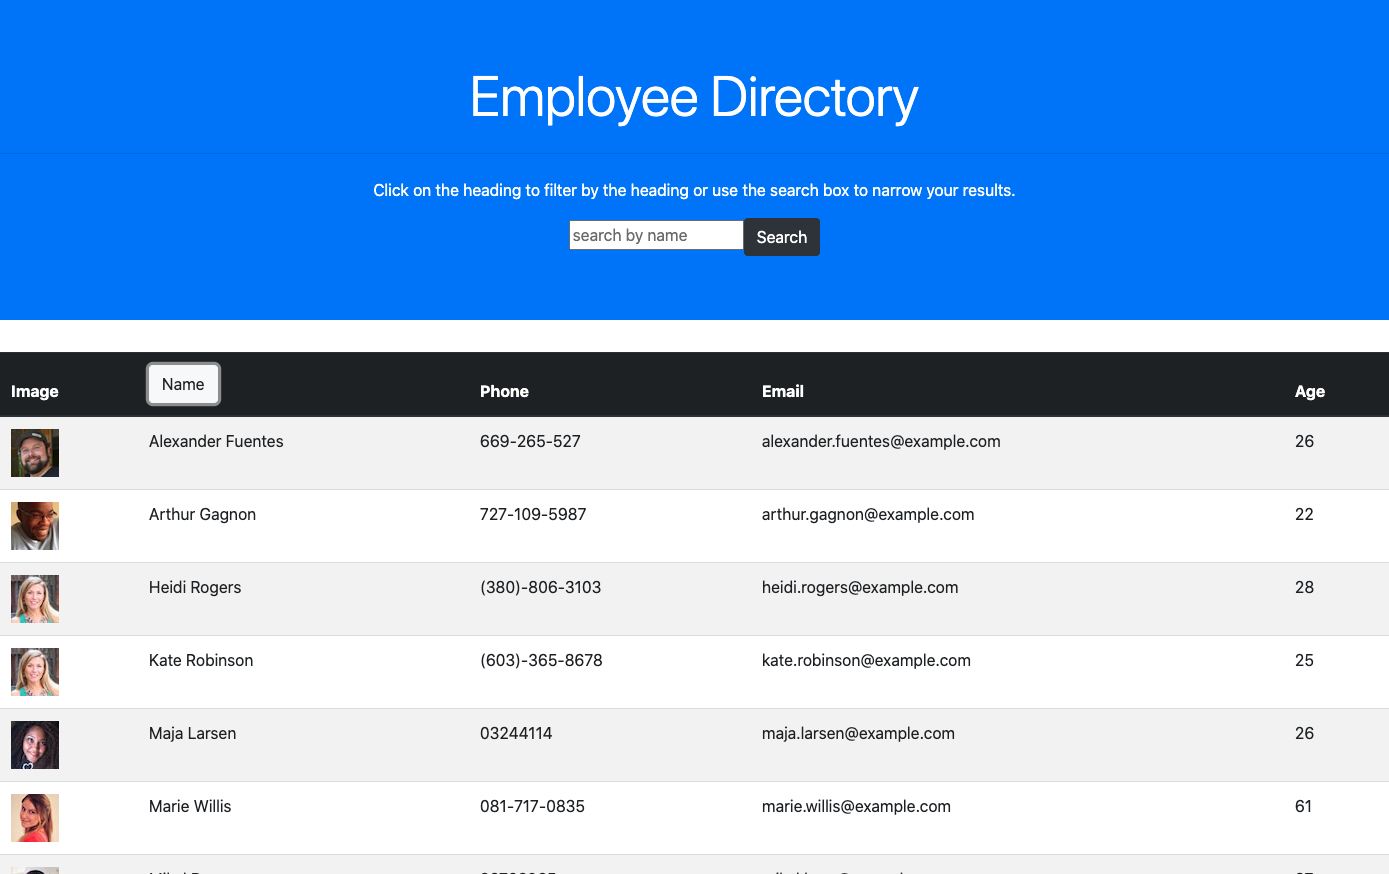 Employee Directory
Click on the heading to filter by the heading or use the search box to narrow your results.
search by name Search
Image Name Phone Email Age
Alexander Fuentes 669-265-527 alexander.fuentes@example.com 26
Arthur Gagnon 727-109-5987 arthur.gagnon@example.com 22
Heidi Rogers (380)-806-3103 heidi.rogers@example.com 28
Kate Robinson (603)-365-8678 kate.robinson@example.com 25
Maja Larsen 03244114 maja.larsen@example.com 26
Marie Willis 081-717-0835 marie.willis@example.com 61